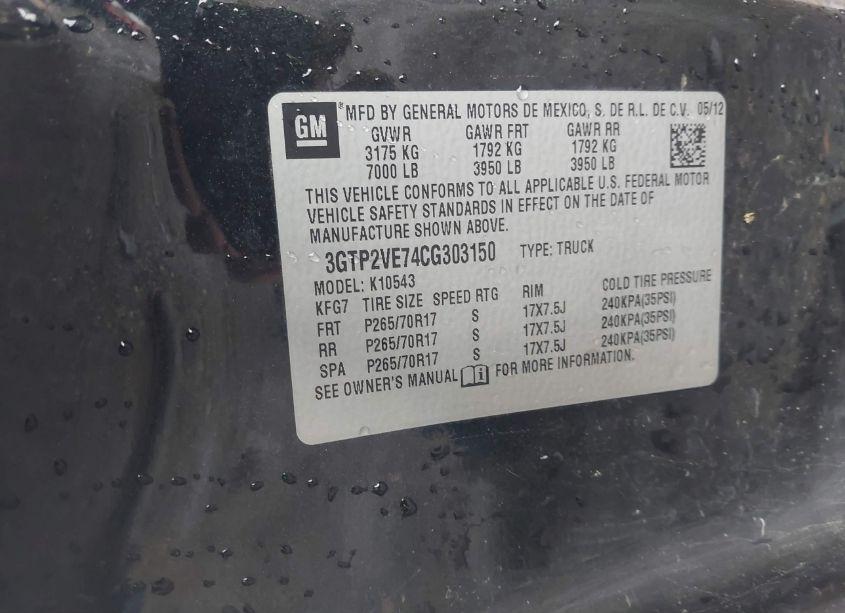 GM
® MFD BY GENERAL MOTORS DE MEXICO, S. DE R.L. DE C.V. 05/12
GVWR GAWR FRT GAWR RR
3175 KG 1792 KG 1792 KG
7000 LB 3950 LB 3950 LB
THIS VEHICLE CONFORMS TO ALL APPLICABLE U.S. FEDERAL MOTOR
VEHICLE SAFETY STANDARDS IN EFFECT ON THE DATE OF
MANUFACTURE SHOWN ABOVE.
3GTP2VE74CG303150 TYPE: TRUCK
MODEL: K10543
KFG7 TIRE SIZE SPEED RTG RIM COLD TIRE PRESSURE
FRT P265/70R17 S 17X7.5J 240KPA(35PSI)
RR P265/70R17 S 17X7.5J 240KPA(35PSI)
SPA P265/70R17 S 17X7.5J 240KPA(35PSI)
SEE OWNER'S MANUAL FOR MORE INFORMATION.